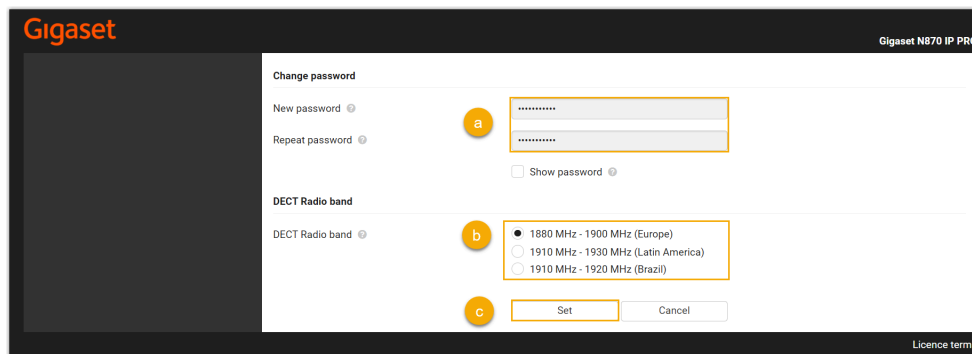 Gigaset
Gigaset N870 IP PRO
Change password
New password
a
Repeat password
Show password
DECT Radio band
DECT Radio band
b
1880 MHz - 1900 MHz (Europe)
1910 MHz - 1930 MHz (Latin America)
1910 MHz - 1920 MHz (Brazil)
c
Set
Cancel
Licence term